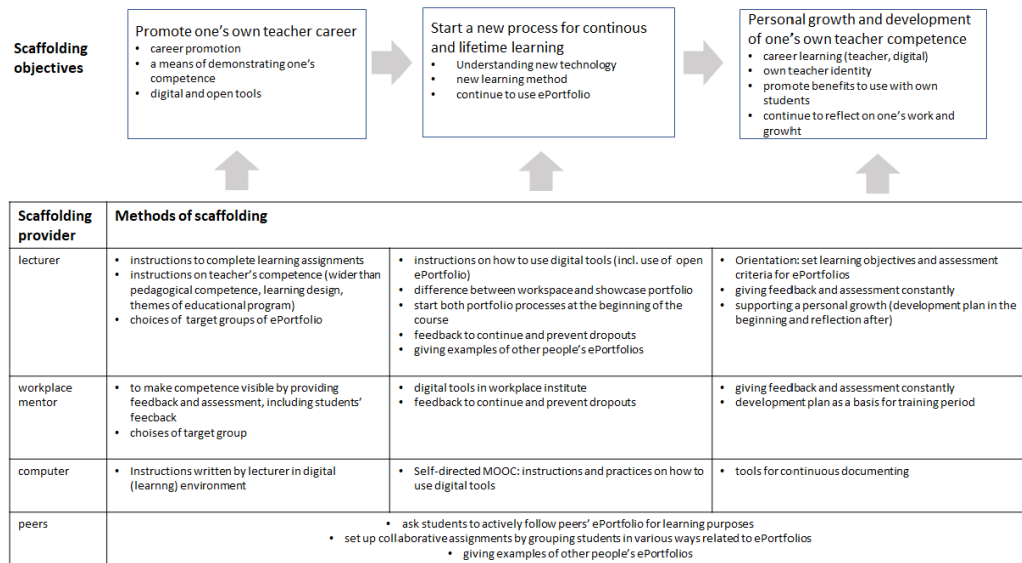 Scaffolding
objectives
Promote one's own teacher career
• career promotion
• a means of demonstrating one's
competence
• digital and open tools
Start a new process for continous
and lifetime learning
• Understanding new technology
• new learning method
• continue to use ePortfolio
Personal growth and development
of one's own teacher competence
• career learning (teacher, digital)
• own teacher identity
• promote benefits to use with own
students
• continue to reflect on one's work and
growht
Scaffolding
provider
Methods of scaffolding
lecturer
• instructions to complete learning assignments
• instructions on teacher's competence (wider than
pedagogical competence, learning design,
themes of educational program)
• choices of target groups of ePortfolio
• instructions on how to use digital tools (incl. use of open
ePortfolio)
• difference between workspace and showcase portfolio
• start both portfolio processes at the beginning of the
course
• feedback to continue and prevent dropouts
• giving examples of other people's ePortfolios
• Orientation: set learning objectives and assessment
criteria for ePortfolios
• giving feedback and assessment constantly
• supporting a personal growth (development plan in the
beginning and reflection after)
workplace
mentor
• to make competence visible by providing
feedback and assessment, including students'
feecback
• choises of target group
• digital tools in workplace institute
• feedback to continue and prevent dropouts
• giving feedback and assessment constantly
• development plan as a basis for training period
computer
• Instructions written by lecturer in digital
(learnng) environment
• Self-directed MOOC: instructions and practices on how to
use digital tools
• tools for continuous documenting
peers
• ask students to actively follow peers' ePortfolio for learning purposes
• set up collaborative assignments by grouping students in various ways related to ePortfolios
• giving examples of other people's ePortfolios